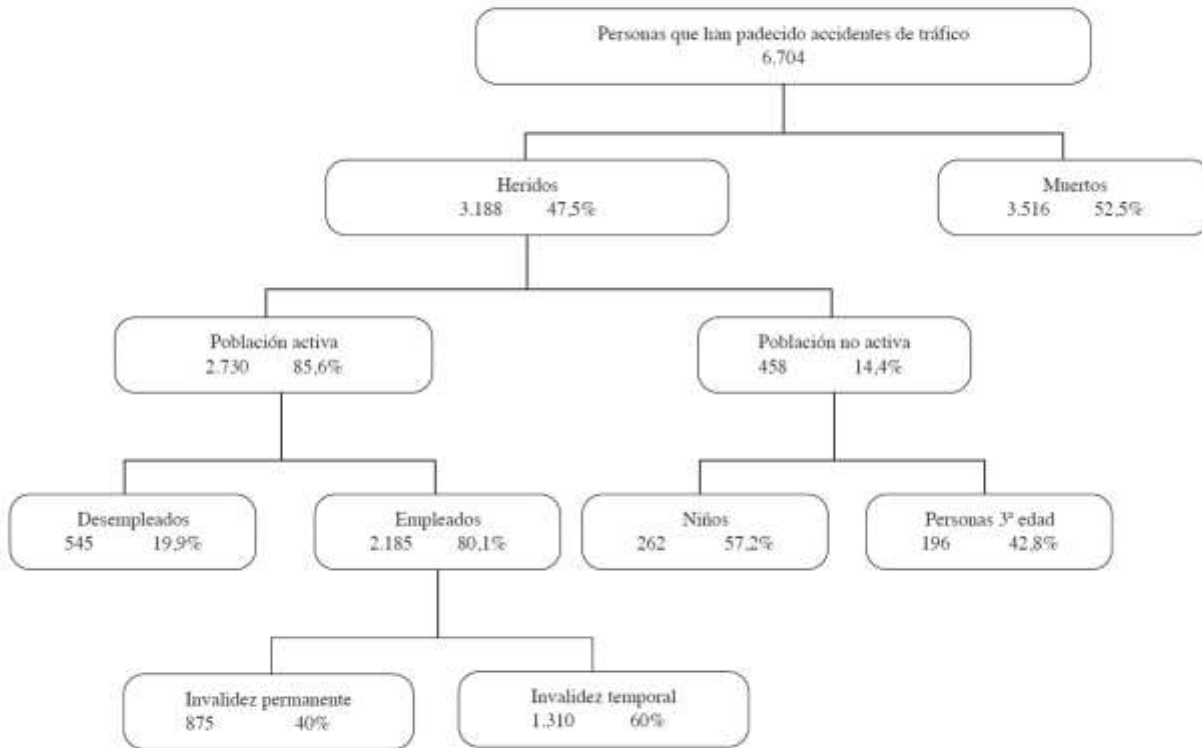 Personas que han padecido accidentes de tráfico
6.704
Heridos
3.188 47,5%
Muertos
3.516 52,5%
Población activa
2.730 85,6%
Población no activa
458 14,4%
Desempleados
545 19,9%
Empleados
2.185 80,1%
Niños
262 57,2%
Personas 3ª edad
196 42,8%
Invalidez permanente
875 40%
Invalidez temporal
1.310 60%